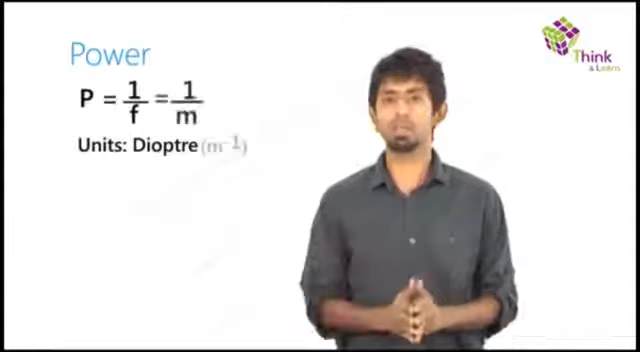 Power
P = 1/f = 1/m
Units: Dioptre (m⁻¹)
Think
& Learn